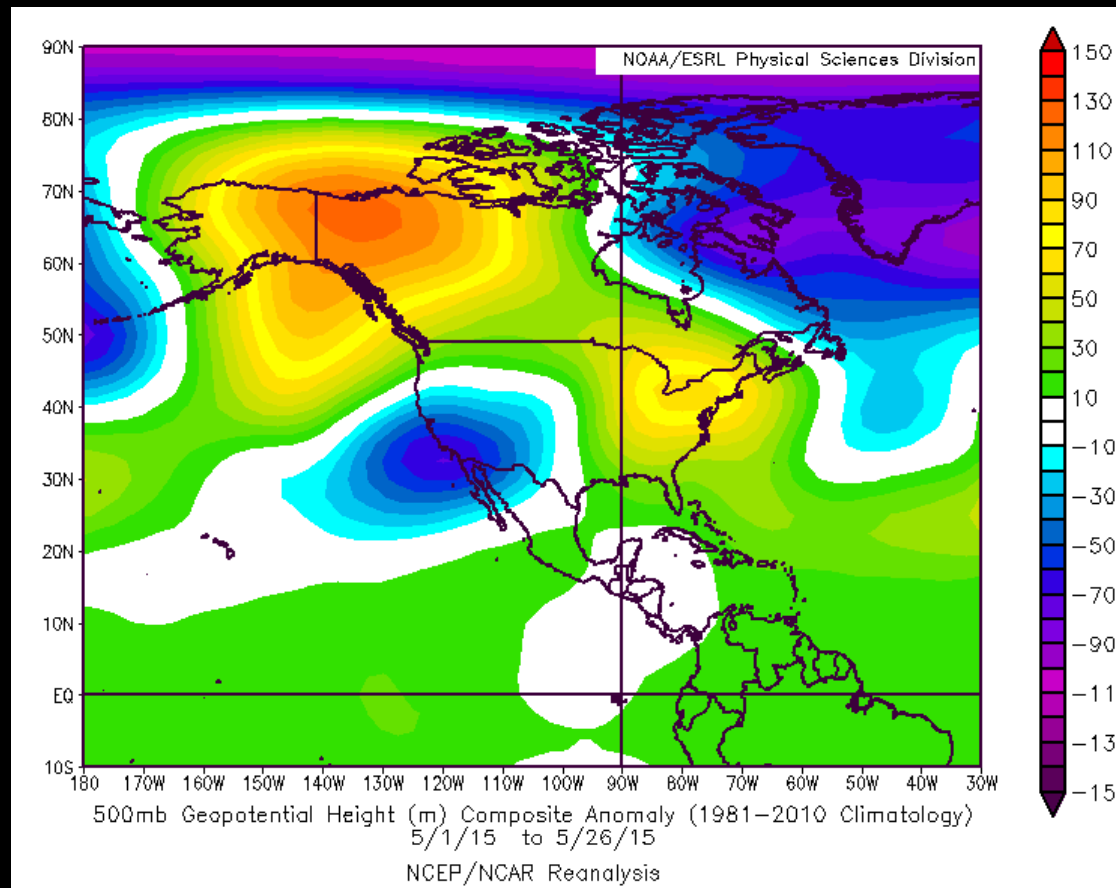 NOAA/ESRL Physical Sciences Division
90N
80N
70N
60N
50N
40N
30N
20N
10N
EQ
10S
180 170W 160W 150W 140W 130W 120W 110W 100W 90W 80W 70W 60W 50W 40W 30W
150
130
110
90
70
50
30
10
-10
-30
-50
-70
-90
-11
-13
-15
500mb Geopotential Height (m) Composite Anomaly (1981-2010 Climatology)
5/1/15 to 5/26/15
NCEP/NCAR Reanalysis